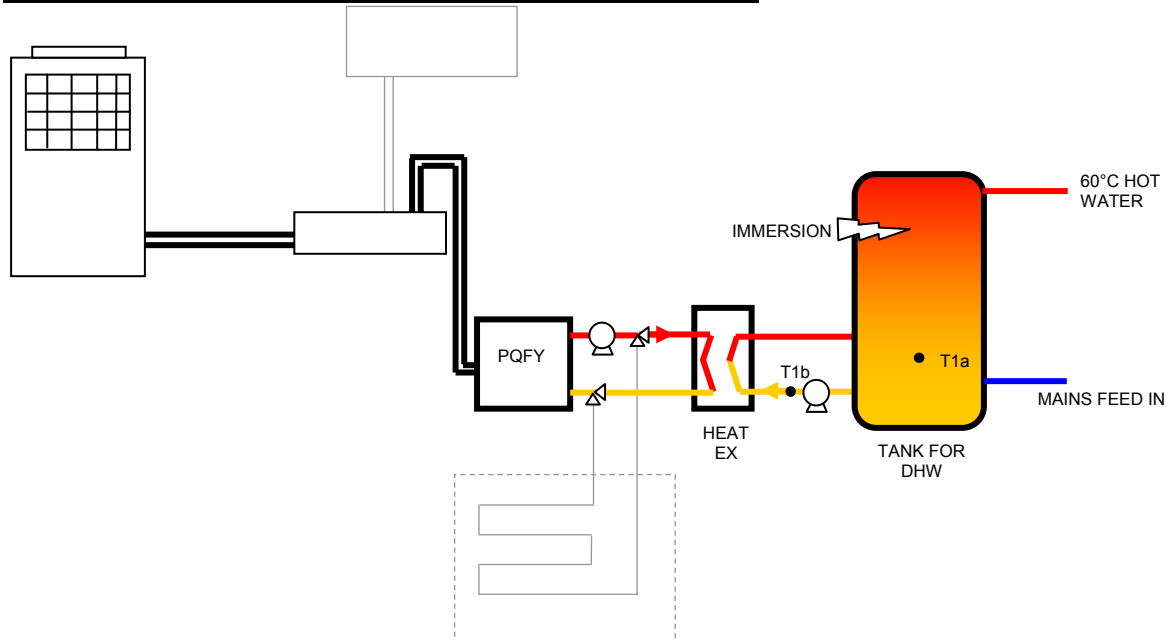 60°C HOT
WATER
IMMERSION
PQFY
T1b
T1a
MAINS FEED IN
HEAT
EX
TANK FOR
DHW